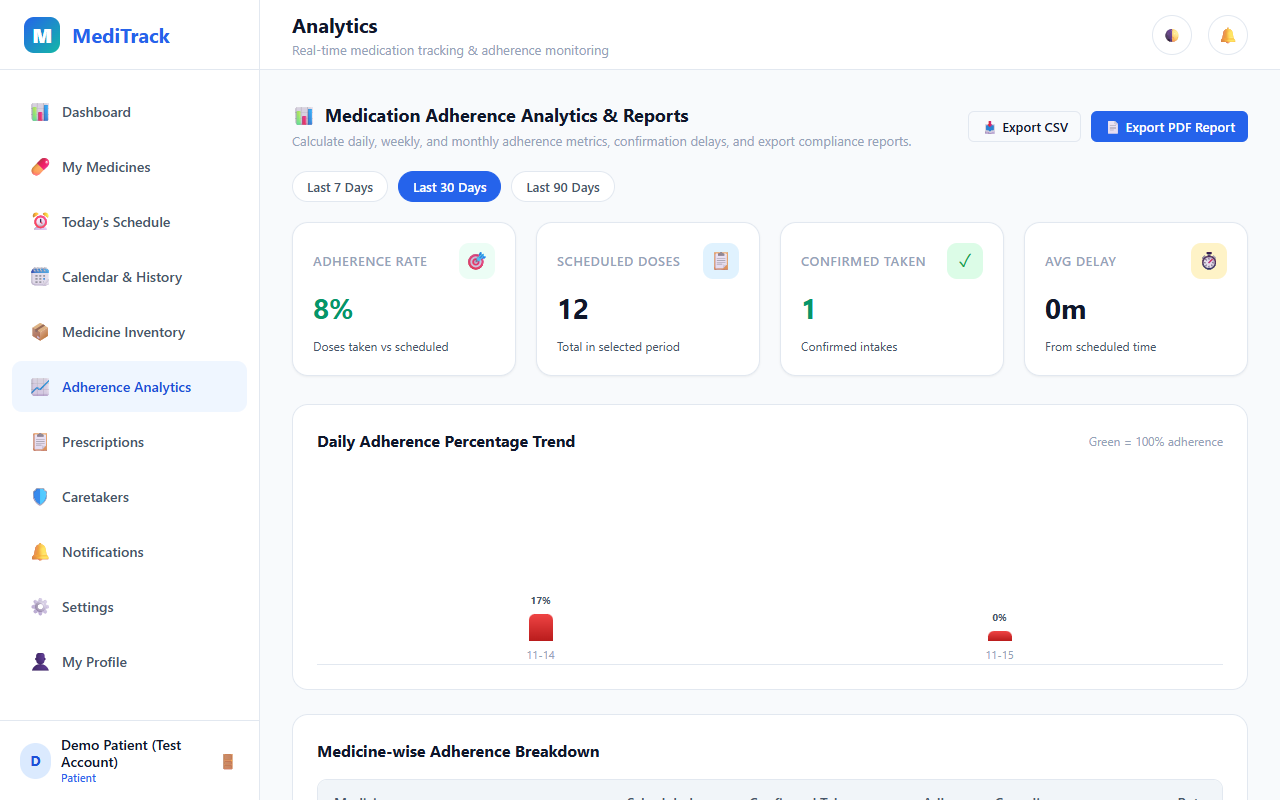 M MediTrack
Analytics
Real-time medication tracking & adherence monitoring
Dashboard
My Medicines
Today's Schedule
Calendar & History
Medicine Inventory
Adherence Analytics
Prescriptions
Caretakers
Notifications
Settings
My Profile
D
Demo Patient (Test
Account)
Patient
Medication Adherence Analytics & Reports
Calculate daily, weekly, and monthly adherence metrics, confirmation delays, and export compliance reports.
Export CSV
Export PDF Report
Last 7 Days
Last 30 Days
Last 90 Days
ADHERENCE RATE
8%
Doses taken vs scheduled
SCHEDULED DOSES
12
Total in selected period
CONFIRMED TAKEN
1
Confirmed intakes
AVG DELAY
0m
From scheduled time
Daily Adherence Percentage Trend
Green = 100% adherence
17%
11-14
0%
11-15
Medicine-wise Adherence Breakdown